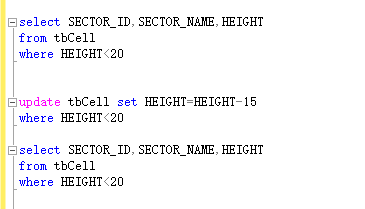 select SECTOR_ID,SECTOR_NAME,HEIGHT
from tbCell
where HEIGHT<20
update tbCell set HEIGHT=HEIGHT-15
where HEIGHT<20
select SECTOR_ID,SECTOR_NAME,HEIGHT
from tbCell
where HEIGHT<20